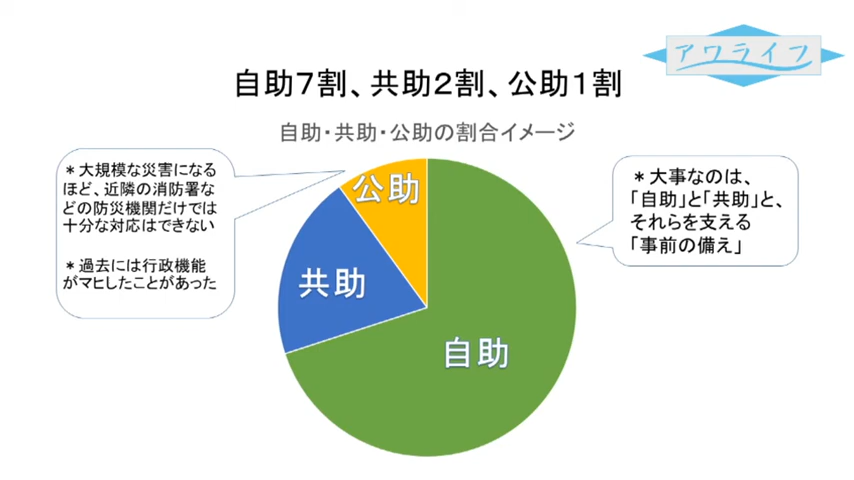 アワライフ
自助7割、共助2割、公助1割
自助・共助・公助の割合イメージ
＊大規模な災害になる
ほど、近隣の消防署な
どの防災機関だけでは
十分な対応はできない
＊過去には行政機能
がマヒしたことがあった
公助
＊大事なのは、
「自助」と「共助」と、
それらを支える
「事前の備え」
共助
自助